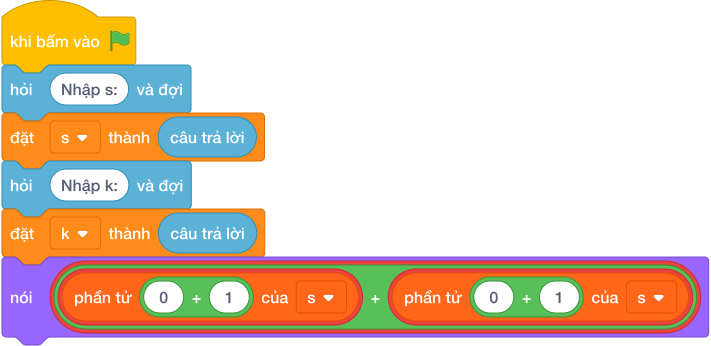 khi bấm vào
hỏi Nhập s: và đợi
đặt s thành câu trả lời
hỏi Nhập k: và đợi
đặt k thành câu trả lời
nói phần tử 0 + 1 của s + phần tử 0 + 1 của s